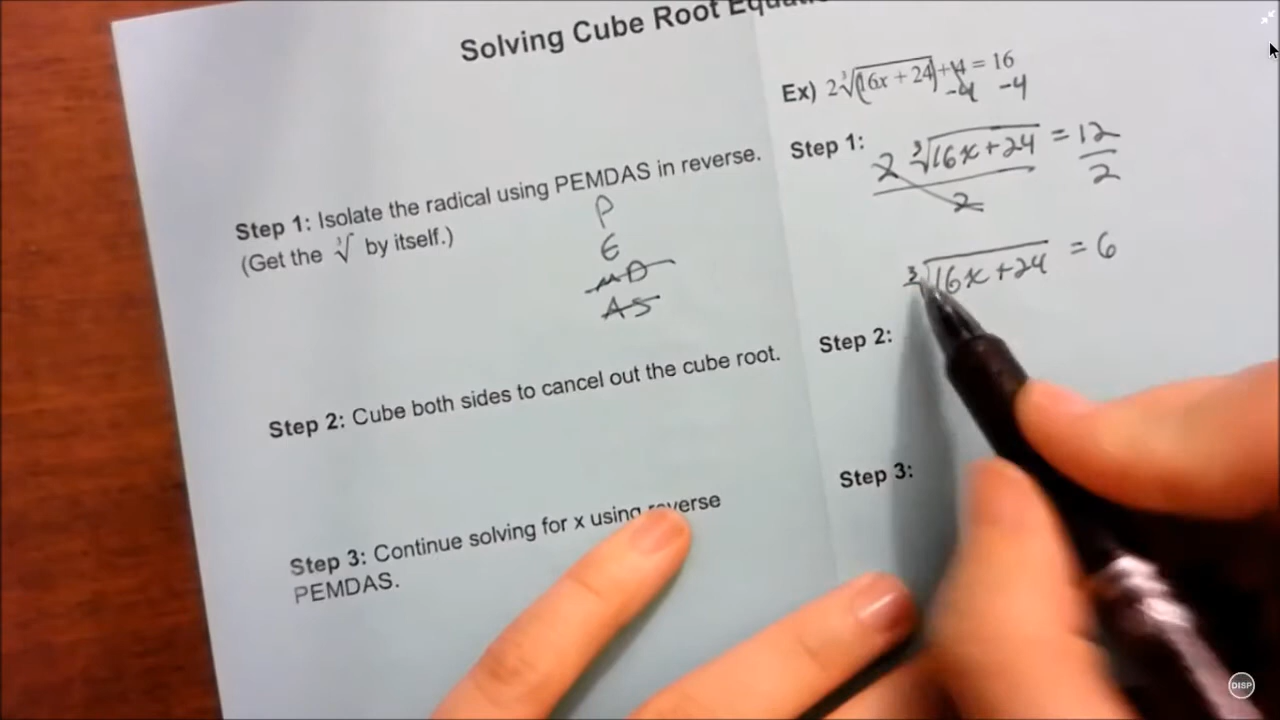 Solving Cube Root
Ex) 2∛(16x + 24) + 4 = 16
-4 -4
Step 1: Isolate the radical using PEMDAS in reverse.
(Get the ∛ by itself.)
P
E
MD
AS
Step 1: 2 ∛16x+24 = 12
2 2
∛16x+24 = 6
Step 2: Cube both sides to cancel out the cube root.
Step 2:
Step 3: Continue solving for x using reverse
PEMDAS.
Step 3:
DISP